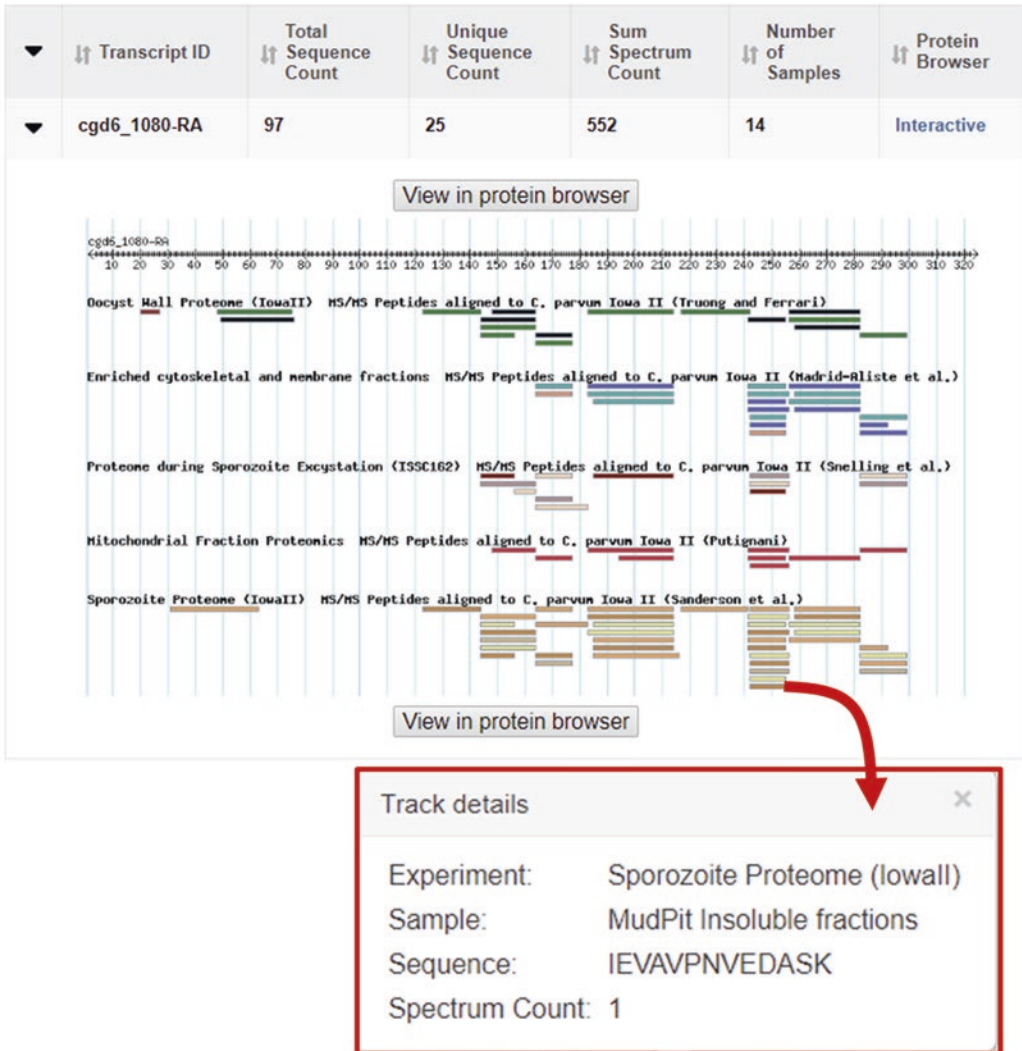 Transcript ID
Total Sequence Count
Unique Sequence Count
Sum Spectrum Count
Number of Samples
Protein Browser
cgd6_1080-RA 97 25 552 14 Interactive
View in protein browser
cgd6_1080-RA
10 20 30 40 50 60 70 80 90 100 110 120 130 140 150 160 170 180 190 200 210 220 230 240 250 260 270 280 290 300 310 320
Oocyst Wall Proteome (IowaII) MS/MS Peptides aligned to C. parvum Iowa II (Truong and Ferrari)
Enriched cytoskeletal and membrane fractions MS/MS Peptides aligned to C. parvum Iowa II (Madrid-Aliste et al.)
Proteome during Sporozoite Excystation (ISSC162) MS/MS Peptides aligned to C. parvum Iowa II (Snelling et al.)
Mitochondrial Fraction Proteomics MS/MS Peptides aligned to C. parvum Iowa II (Putignani)
Sporozoite Proteome (IowaII) MS/MS Peptides aligned to C. parvum Iowa II (Sanderson et al.)
View in protein browser
Track details ×
Experiment: Sporozoite Proteome (IowaII)
Sample: MudPit Insoluble fractions
Sequence: IEVAVPNVEDASK
Spectrum Count: 1